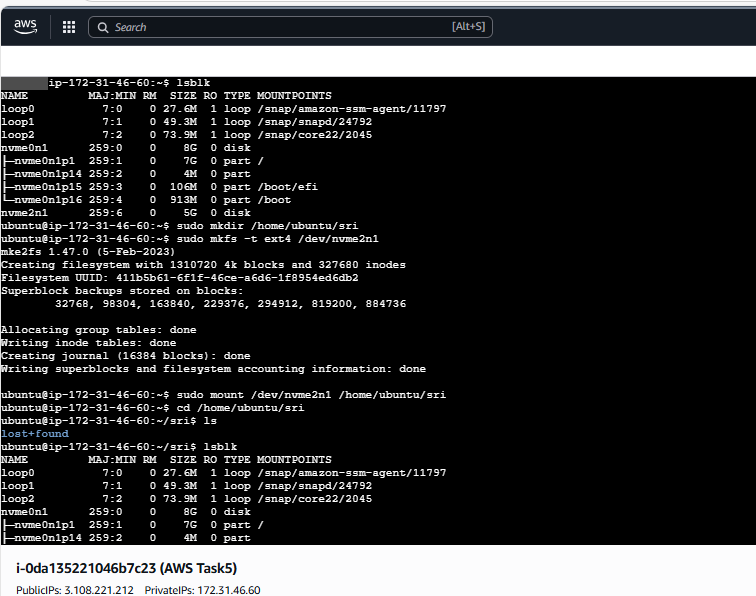 aws
Search [Alt+S]
ip-172-31-46-60:~$ lsblk
NAME MAJ:MIN RM SIZE RO TYPE MOUNTPOINTS
loop0 7:0 0 27.6M 1 loop /snap/amazon-ssm-agent/11797
loop1 7:1 0 49.3M 1 loop /snap/snapd/24792
loop2 7:2 0 73.9M 1 loop /snap/core22/2045
nvme0n1 259:0 0 8G 0 disk
├─nvme0n1p1 259:1 0 7G 0 part /
├─nvme0n1p14 259:2 0 4M 0 part
├─nvme0n1p15 259:3 0 106M 0 part /boot/efi
└─nvme0n1p16 259:4 0 913M 0 part /boot
nvme2n1 259:6 0 5G 0 disk
ubuntu@ip-172-31-46-60:~$ sudo mkdir /home/ubuntu/sri
ubuntu@ip-172-31-46-60:~$ sudo mkfs -t ext4 /dev/nvme2n1
mke2fs 1.47.0 (5-Feb-2023)
Creating filesystem with 1310720 4k blocks and 327680 inodes
Filesystem UUID: 411b5b61-6f1f-46ce-a6d6-1f8954ed6db2
Superblock backups stored on blocks:
32768, 98304, 163840, 229376, 294912, 819200, 884736
Allocating group tables: done
Writing inode tables: done
Creating journal (16384 blocks): done
Writing superblocks and filesystem accounting information: done
ubuntu@ip-172-31-46-60:~$ sudo mount /dev/nvme2n1 /home/ubuntu/sri
ubuntu@ip-172-31-46-60:~$ cd /home/ubuntu/sri
ubuntu@ip-172-31-46-60:~/sri$ ls
lost+found
ubuntu@ip-172-31-46-60:~/sri$ lsblk
NAME MAJ:MIN RM SIZE RO TYPE MOUNTPOINTS
loop0 7:0 0 27.6M 1 loop /snap/amazon-ssm-agent/11797
loop1 7:1 0 49.3M 1 loop /snap/snapd/24792
loop2 7:2 0 73.9M 1 loop /snap/core22/2045
nvme0n1 259:0 0 8G 0 disk
├─nvme0n1p1 259:1 0 7G 0 part /
├─nvme0n1p14 259:2 0 4M 0 part
i-0da135221046b7c23 (AWS Task5)
PublicIPs: 3.108.221.212 PrivateIPs: 172.31.46.60